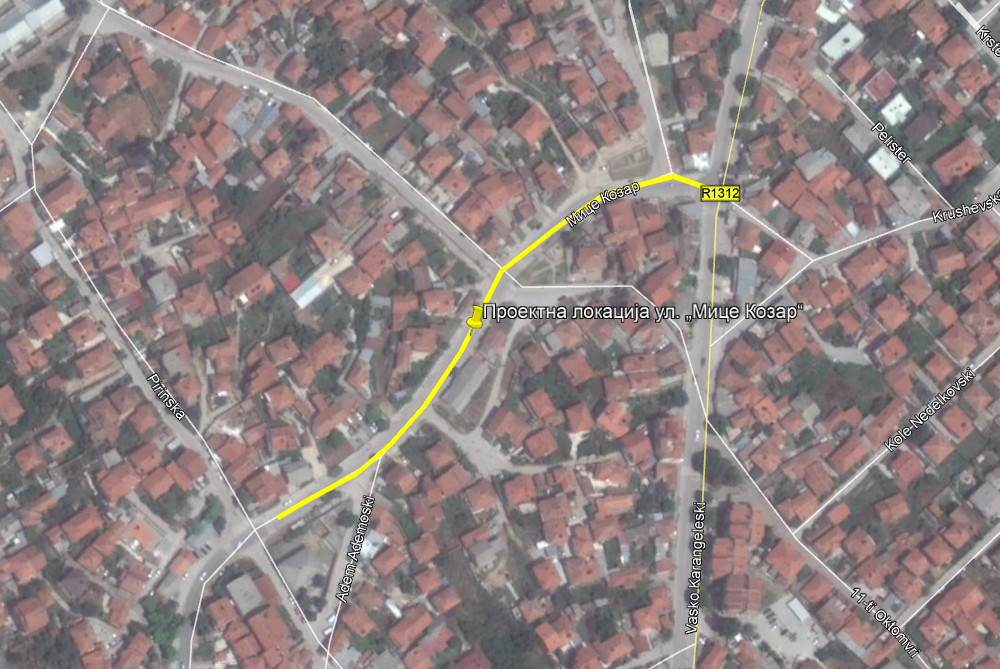 Krste
Pelister
Мице Козар
R1312
Krushevska
Проектна локација ул. „Мице Козар“
Pirinska
Kole-Nedelkovski
Adem-Ademoski
Vasko Karangeleski
11-ti Oktomvri